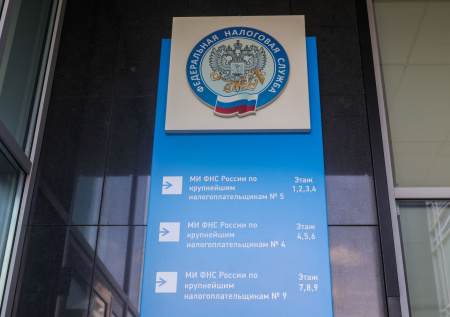 ФЕДЕРАЛЬНАЯ НАЛОГОВАЯ СЛУЖБА
МИ ФНС России по
крупнейшим
налогоплательщикам № 5
Этаж
1,2,3,4
МИ ФНС России по
крупнейшим
налогоплательщикам № 4
Этаж
4,5,6
МИ ФНС России по
крупнейшим
налогоплательщикам № 9
Этаж
7,8,9